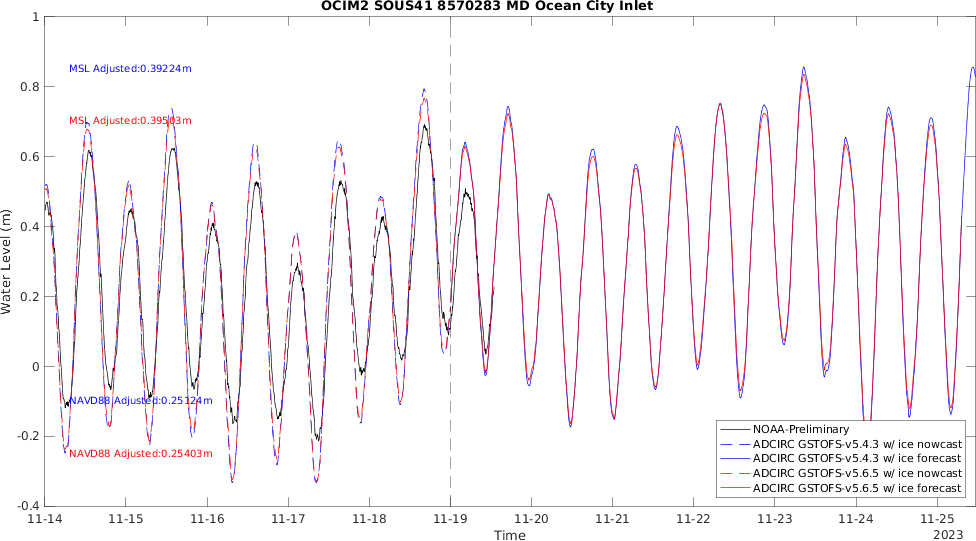 OCIM2 SOUS41 8570283 MD Ocean City Inlet
1
0.8
0.6
0.4
0.2
0
-0.2
-0.4
Water Level (m)
MSL Adjusted:0.39224m
MSL Adjusted:0.39503m
NAVD88 Adjusted:0.25124m
NAVD88 Adjusted:0.25403m
NOAA-Preliminary
ADCIRC GSTOFS-v5.4.3 w/ ice nowcast
ADCIRC GSTOFS-v5.4.3 w/ ice forecast
ADCIRC GSTOFS-v5.6.5 w/ ice nowcast
ADCIRC GSTOFS-v5.6.5 w/ ice forecast
11-14 11-15 11-16 11-17 11-18 11-19 11-20 11-21 11-22 11-23 11-24 11-25
Time
2023